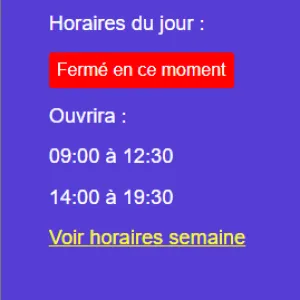 Horaires du jour :
Fermé en ce moment
Ouvrira :
09:00 à 12:30
14:00 à 19:30
Voir horaires semaine